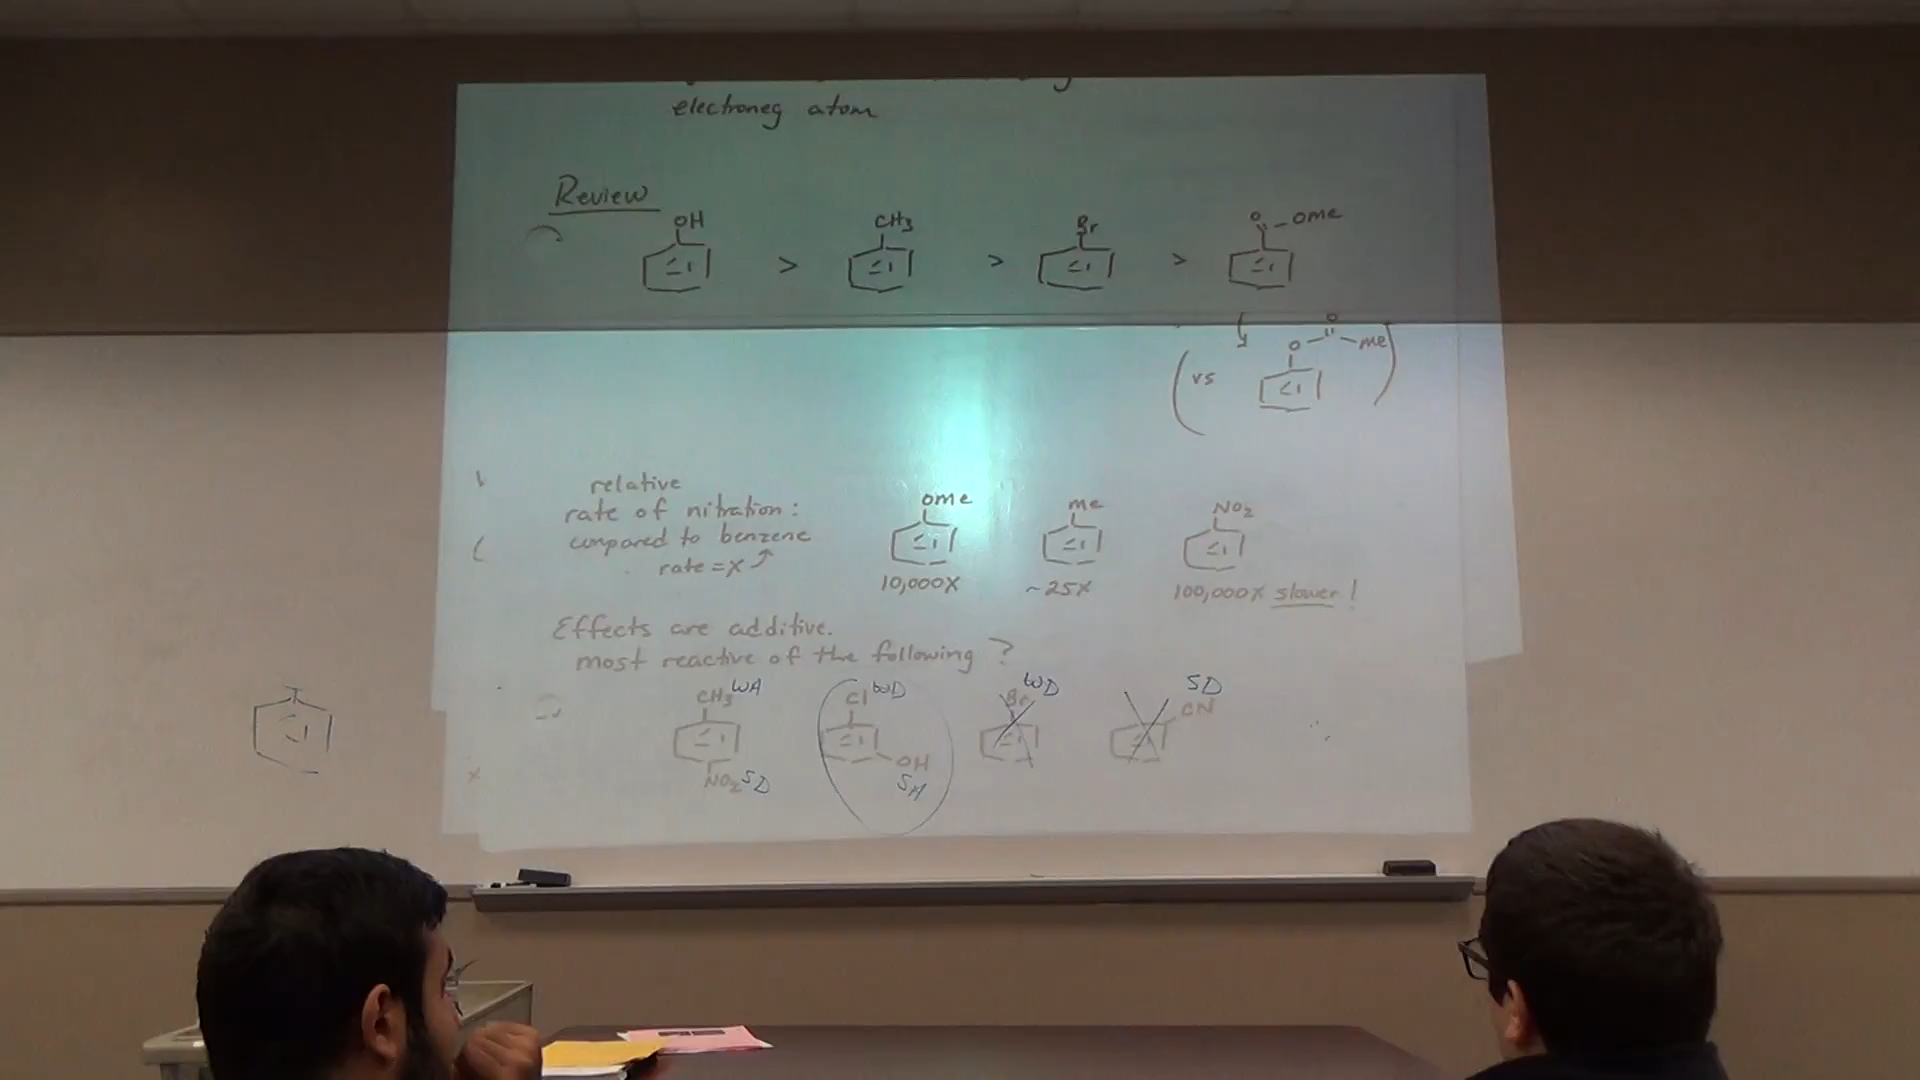 electroneg atom
Review
OH CH3 Br O OMe
> > >
O
(vs O Me)
relative
rate of nitration:
compared to benzene
rate = X
OMe Me NO2
10,000X ~25X 100,000X slower!
Effects are additive.
most reactive of the following?
CH3 WA Cl WD Br WD CN SD
NO2 SD OH SA